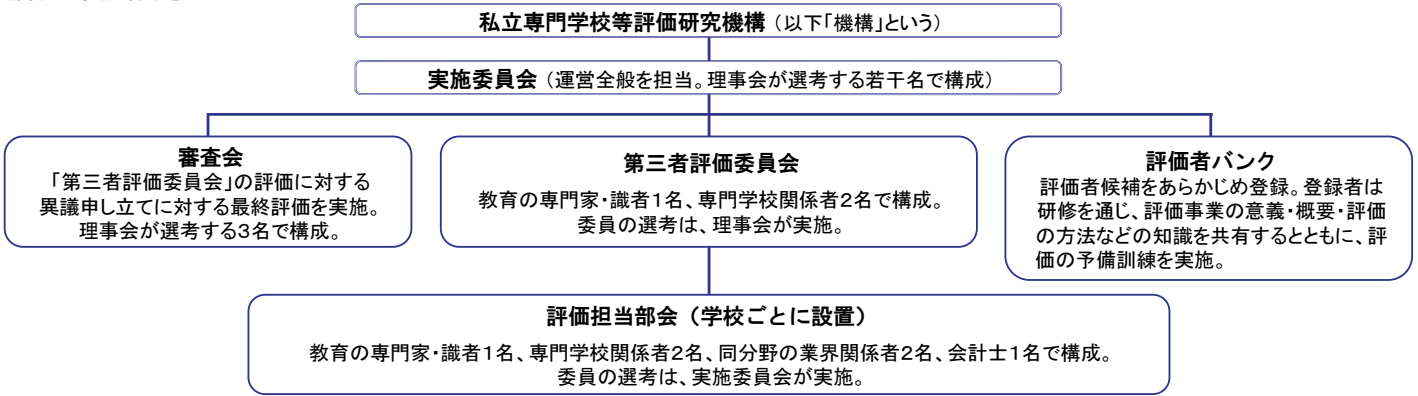 私立専門学校等評価研究機構（以下「機構」という）
実施委員会（運営全般を担当。理事会が選考する若干名で構成）
審査会
「第三者評価委員会」の評価に対する
異議申し立てに対する最終評価を実施。
理事会が選考する3名で構成。
第三者評価委員会
教育の専門家・識者1名、専門学校関係者2名で構成。
委員の選考は、理事会が実施。
評価者バンク
評価者候補をあらかじめ登録。登録者は
研修を通じ、評価事業の意義・概要・評価
の方法などの知識を共有するとともに、評
価の予備訓練を実施。
評価担当部会（学校ごとに設置）
教育の専門家・識者1名、専門学校関係者2名、同分野の業界関係者2名、会計士1名で構成。
委員の選考は、実施委員会が実施。